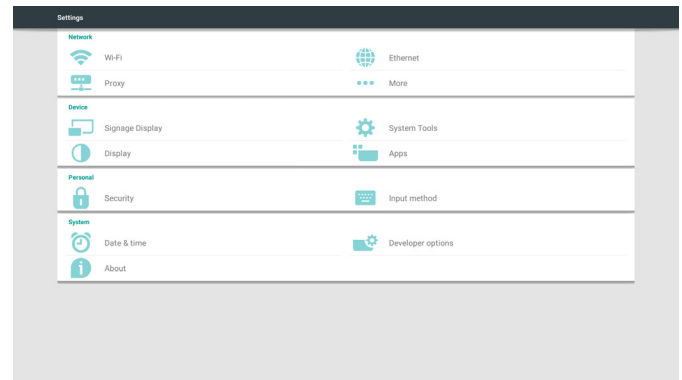 Settings
Network
Wi-Fi
Ethernet
Proxy
More
Device
Signage Display
System Tools
Display
Apps
Personal
Security
Input method
System
Date & time
Developer options
About